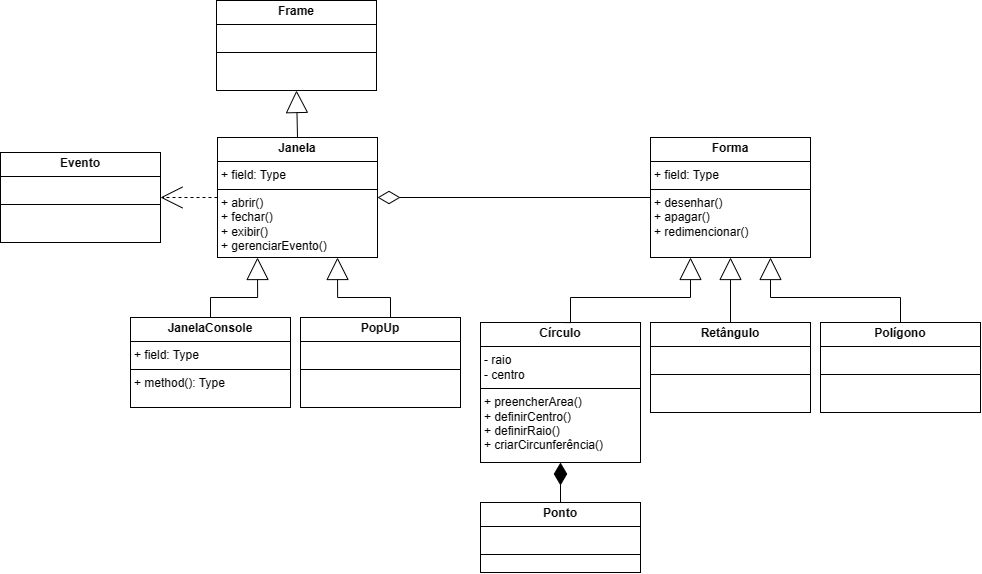 Frame
Janela
+ field: Type
+ abrir()
+ fechar()
+ exibir()
+ gerenciarEvento()
Evento
Forma
+ field: Type
+ desenhar()
+ apagar()
+ redimencionar()
JanelaConsole
+ field: Type
+ method(): Type
PopUp
Círculo
- raio
- centro
+ preencherArea()
+ definirCentro()
+ definirRaio()
+ criarCircunferência()
Retângulo
Polígono
Ponto